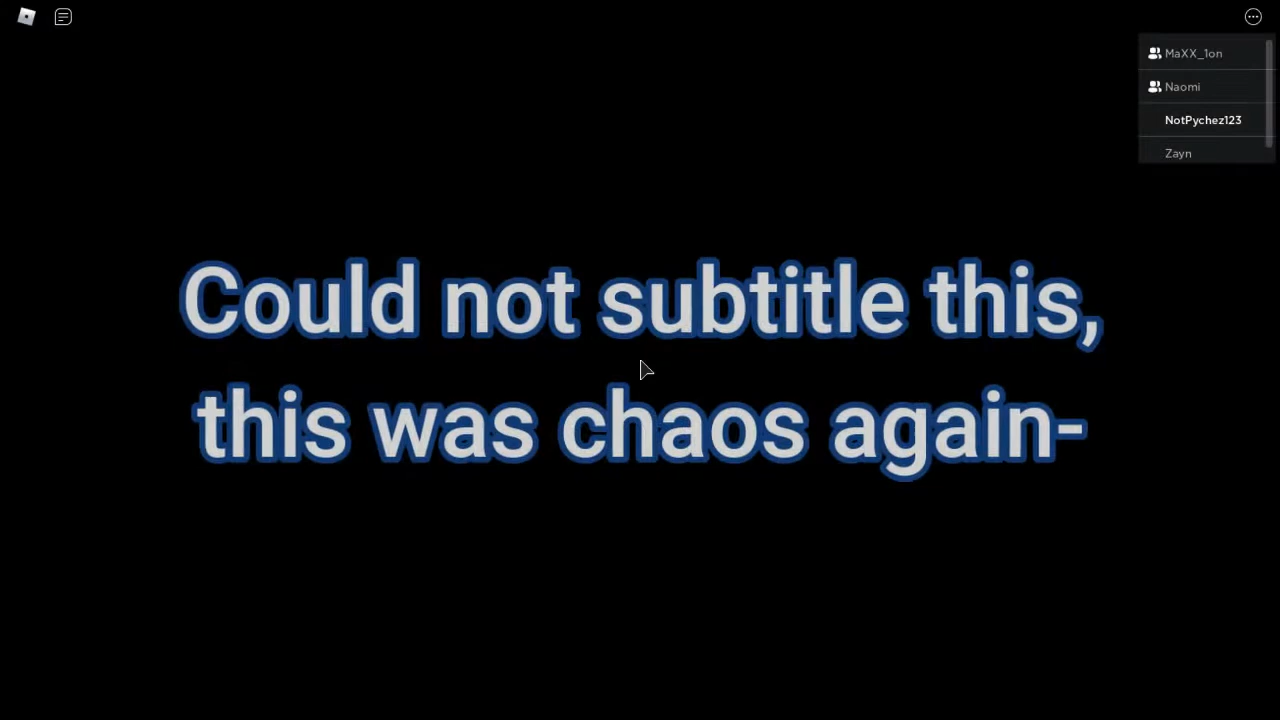 MaXX_1on
Naomi
NotPychez123
Zayn
Could not subtitle this,
this was chaos again-